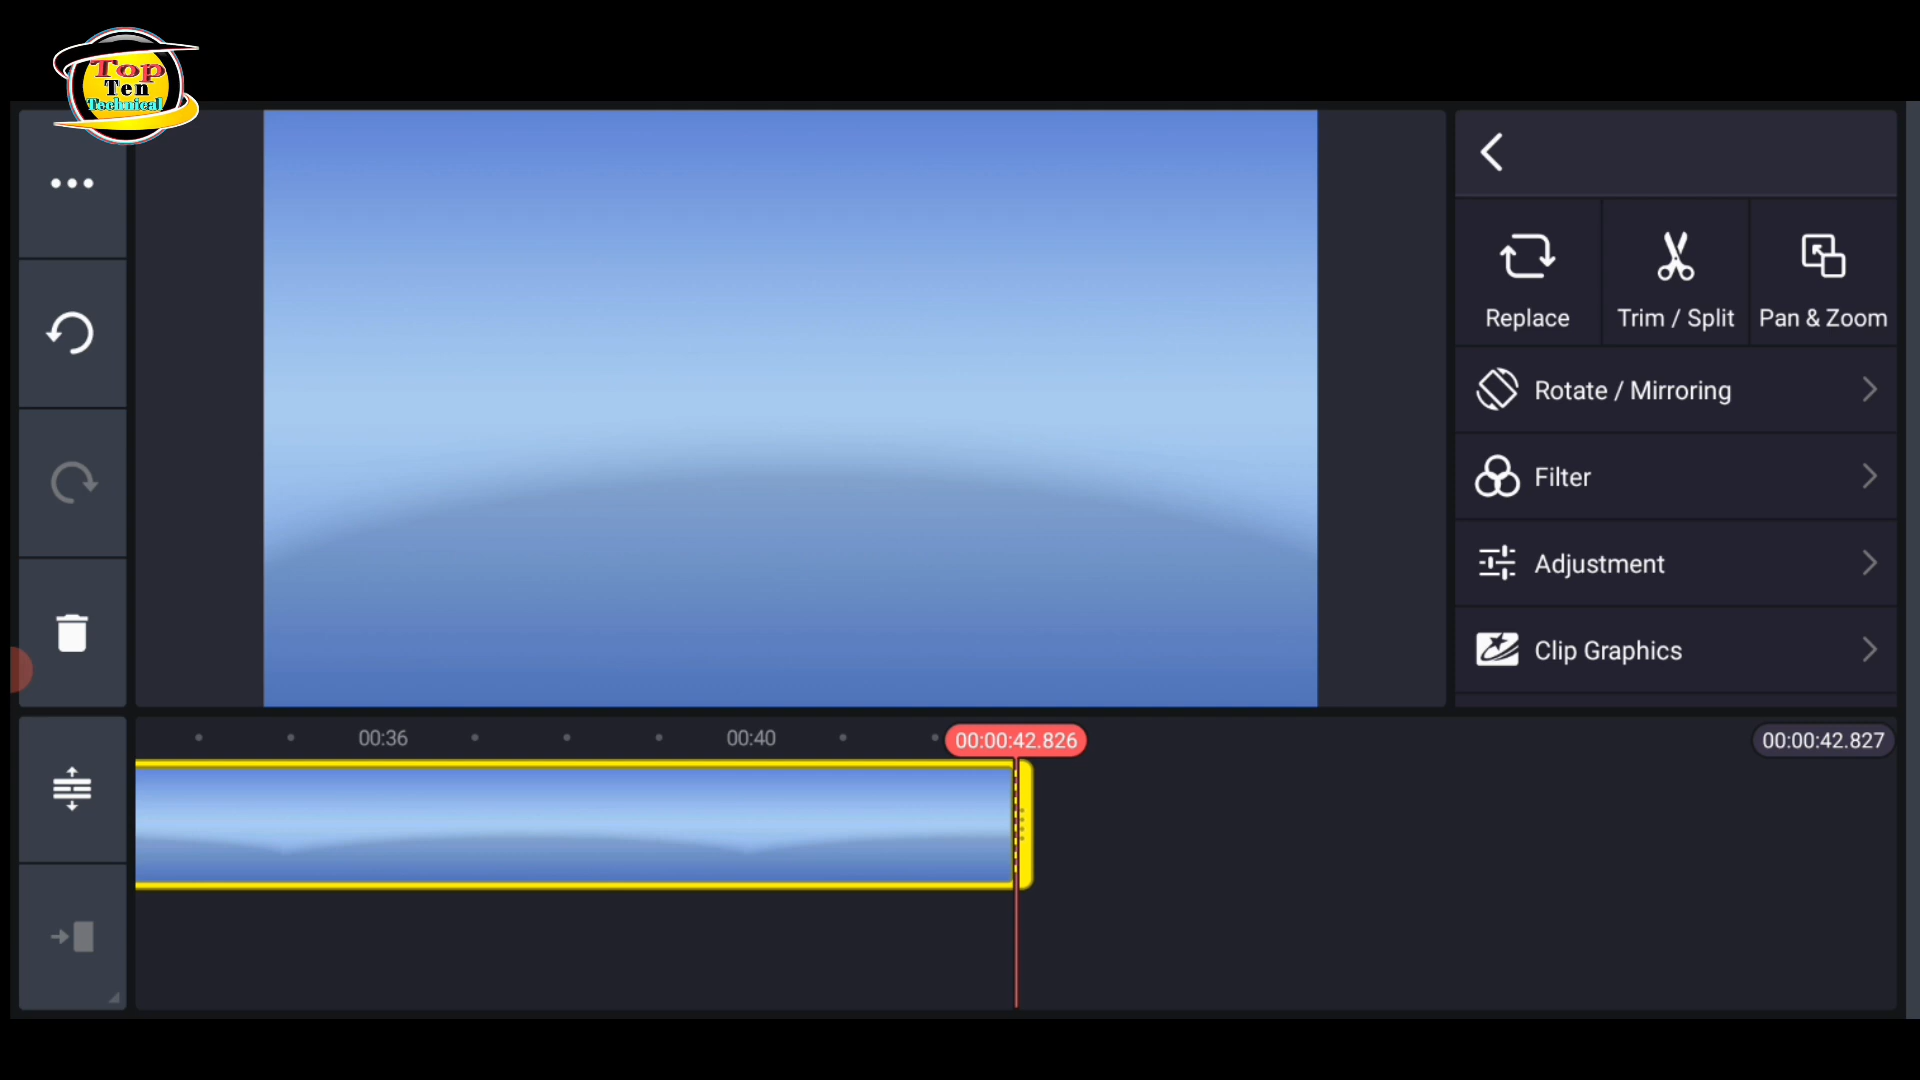 Top
Ten
Technical
Replace
Trim / Split
Pan & Zoom
Rotate / Mirroring
Filter
Adjustment
Clip Graphics
00:36
00:40
00:00:42.826
00:00:42.827